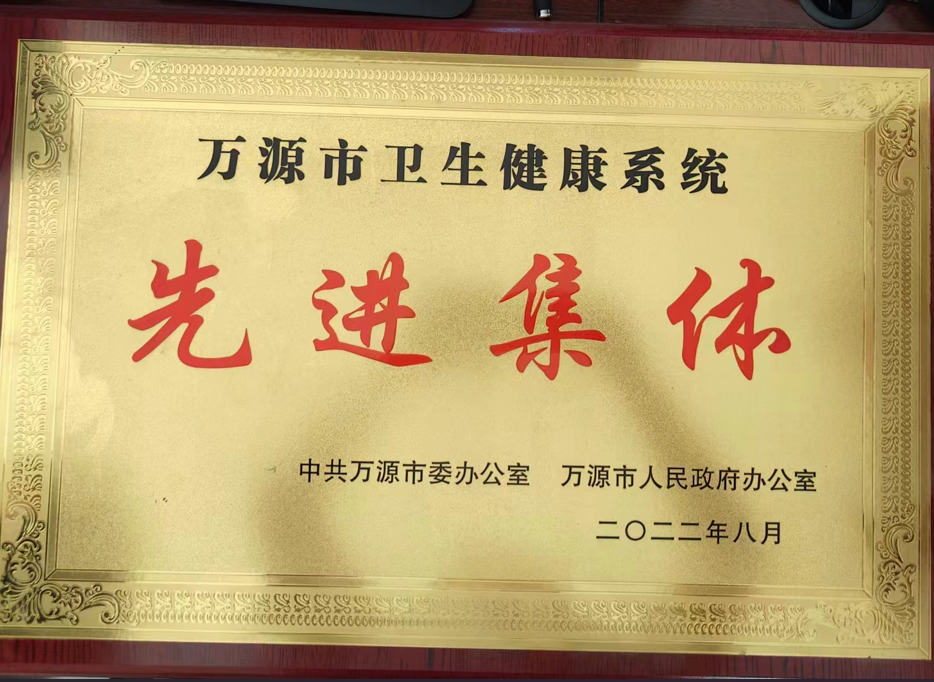 万源市卫生健康系统
先进集体
中共万源市委办公室 万源市人民政府办公室
二〇二二年八月